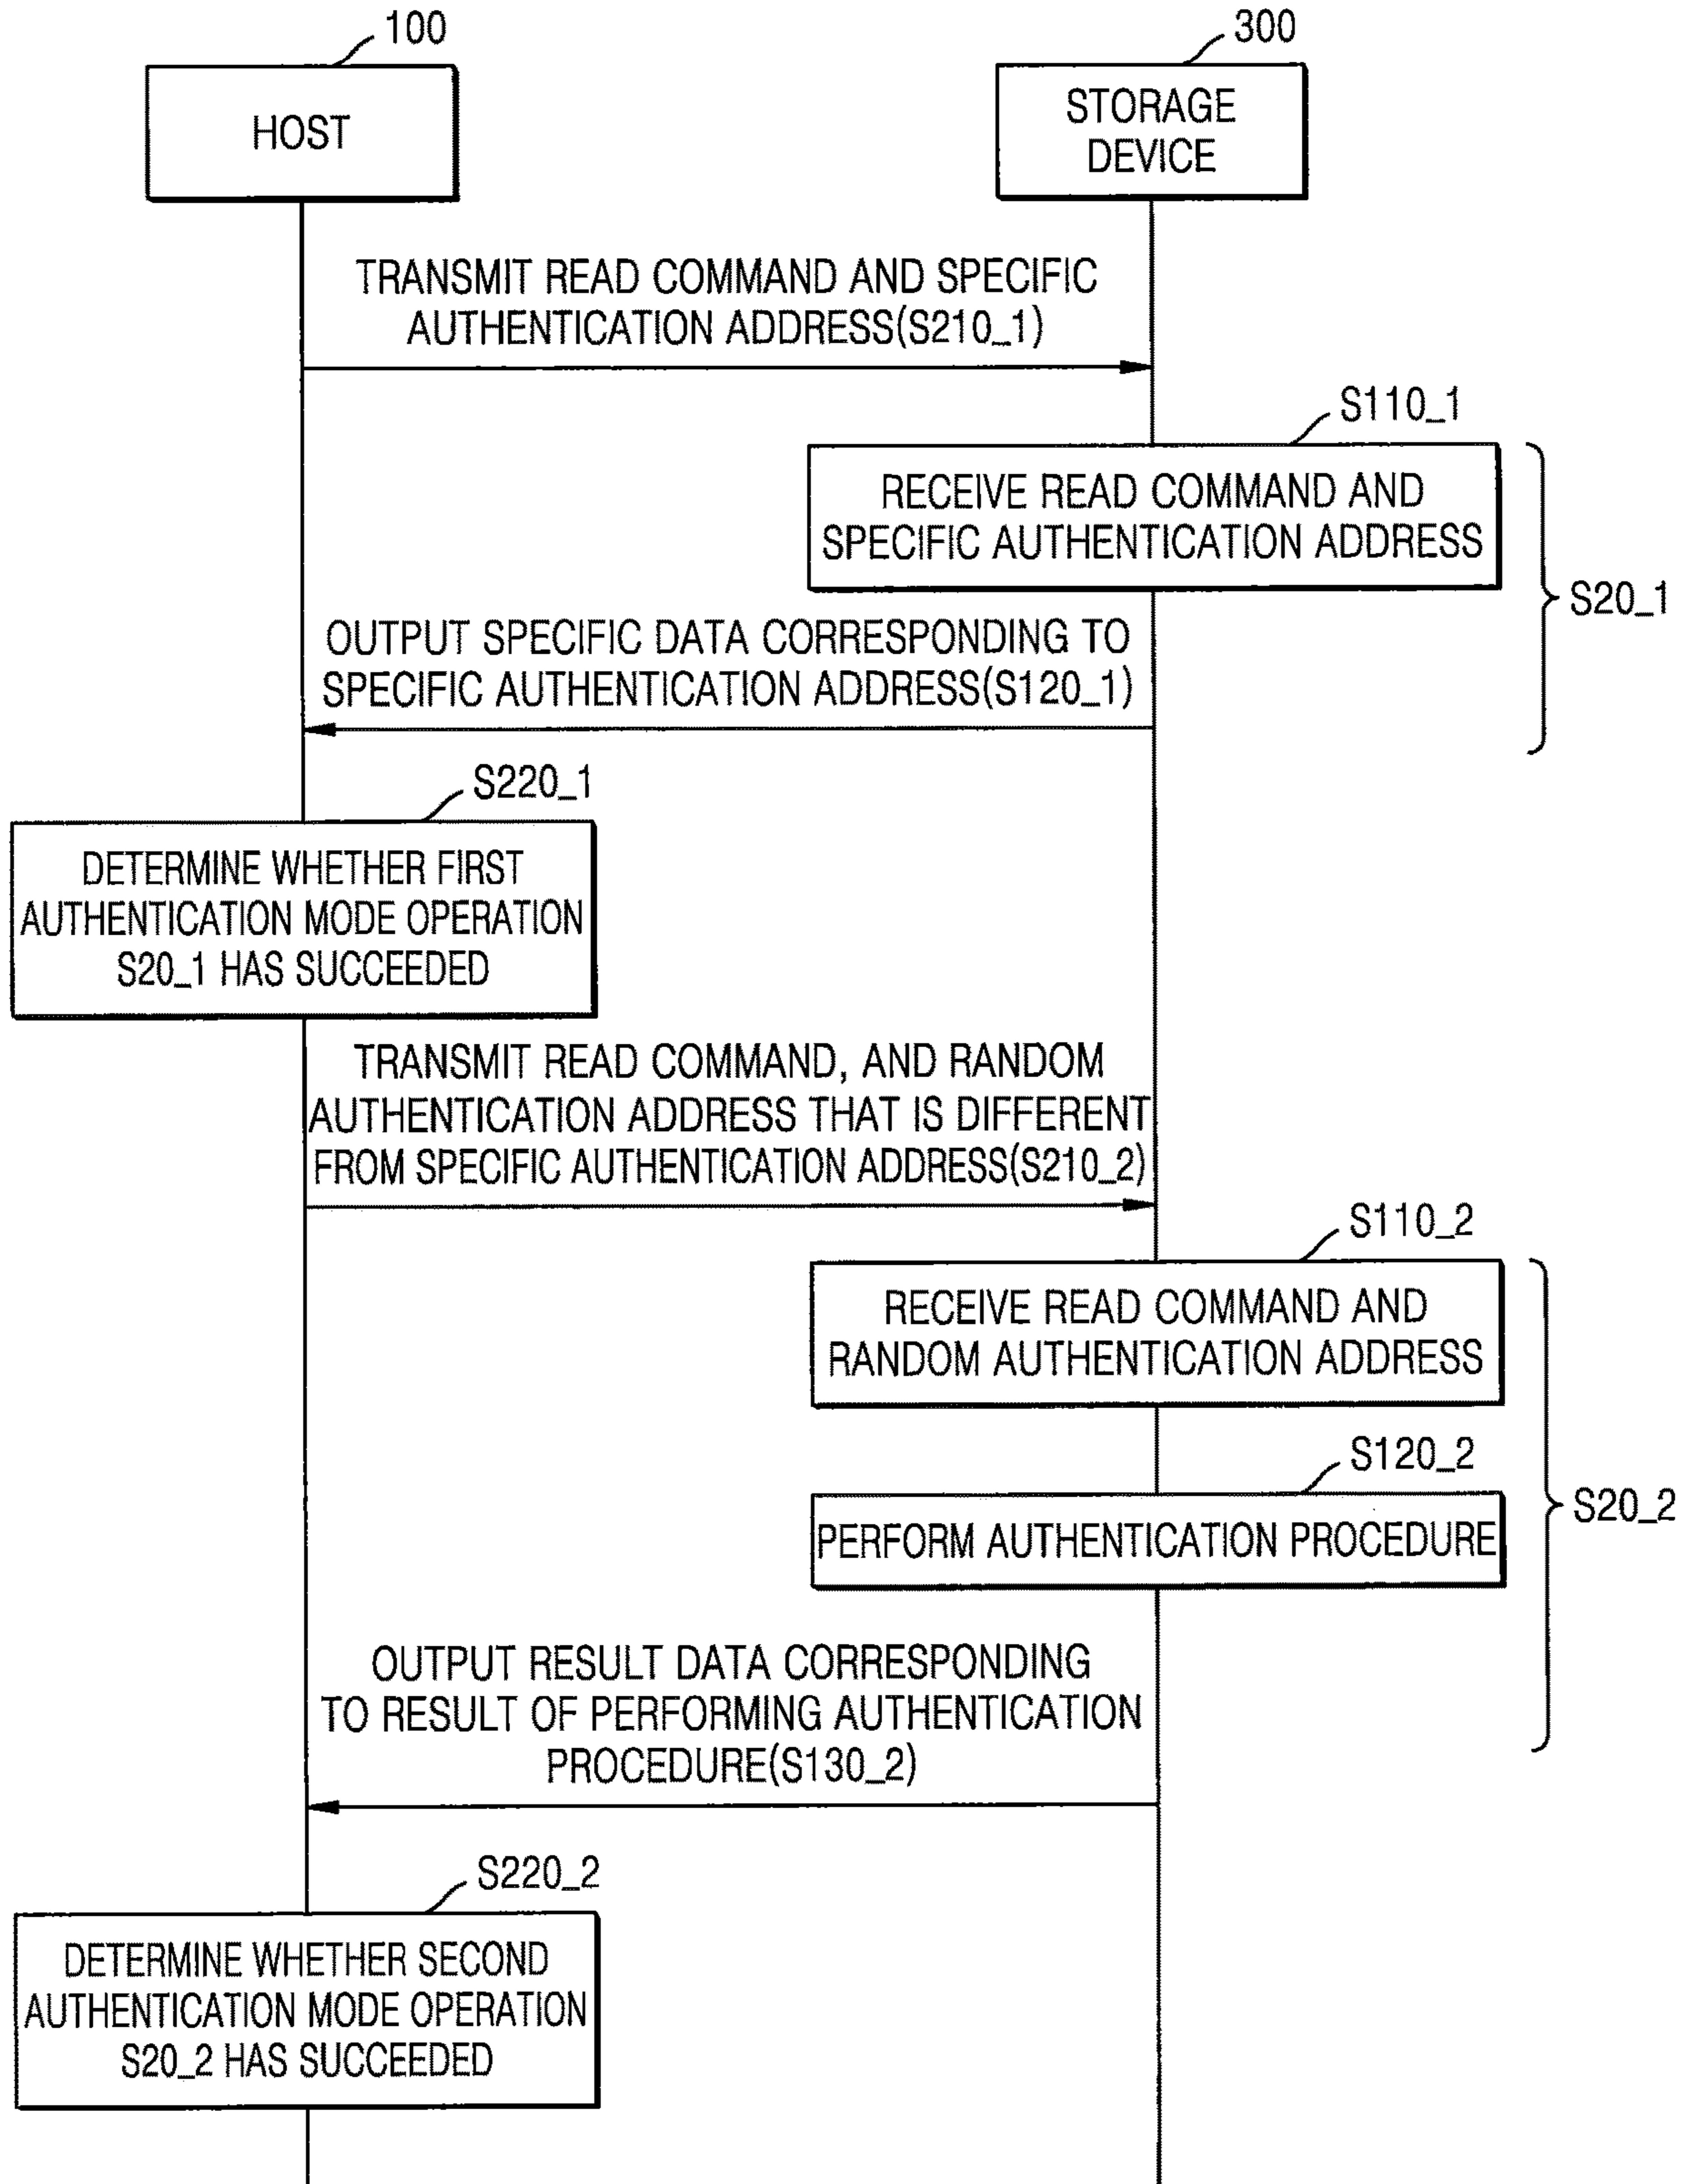 100
300
HOST
STORAGE
DEVICE
TRANSMIT READ COMMAND AND SPECIFIC
AUTHENTICATION ADDRESS(S210_1)
S110_1
RECEIVE READ COMMAND AND
SPECIFIC AUTHENTICATION ADDRESS
S20_1
OUTPUT SPECIFIC DATA CORRESPONDING TO
SPECIFIC AUTHENTICATION ADDRESS(S120_1)
S220_1
DETERMINE WHETHER FIRST
AUTHENTICATION MODE OPERATION
S20_1 HAS SUCCEEDED
TRANSMIT READ COMMAND, AND RANDOM
AUTHENTICATION ADDRESS THAT IS DIFFERENT
FROM SPECIFIC AUTHENTICATION ADDRESS(S210_2)
S110_2
RECEIVE READ COMMAND AND
RANDOM AUTHENTICATION ADDRESS
S120_2
PERFORM AUTHENTICATION PROCEDURE
S20_2
OUTPUT RESULT DATA CORRESPONDING
TO RESULT OF PERFORMING AUTHENTICATION
PROCEDURE(S130_2)
S220_2
DETERMINE WHETHER SECOND
AUTHENTICATION MODE OPERATION
S20_2 HAS SUCCEEDED